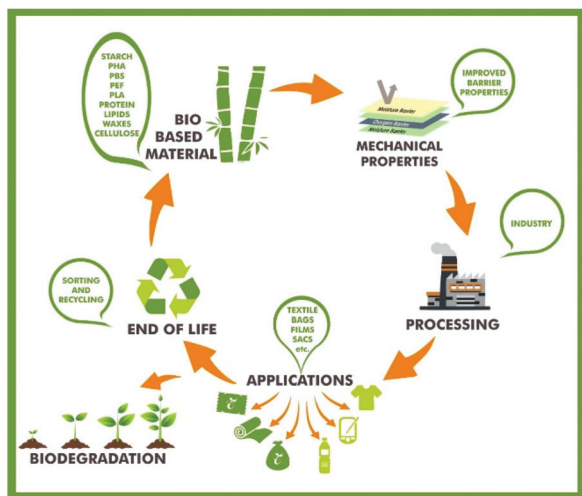 STARCH
PHA
PBS
PEF
PLA
PROTEIN
LIPIDS
WAXES
CELLULOSE
BIO
BASED
MATERIAL
Moisture Barrier
Oxygen Barrier
Moisture Barrier
MECHANICAL
PROPERTIES
IMPROVED
BARRIER
PROPERTIES
INDUSTRY
PROCESSING
TEXTILE
BAGS
FILMS
SACS
etc.
APPLICATIONS
SORTING
AND
RECYCLING
END OF LIFE
BIODEGRADATION